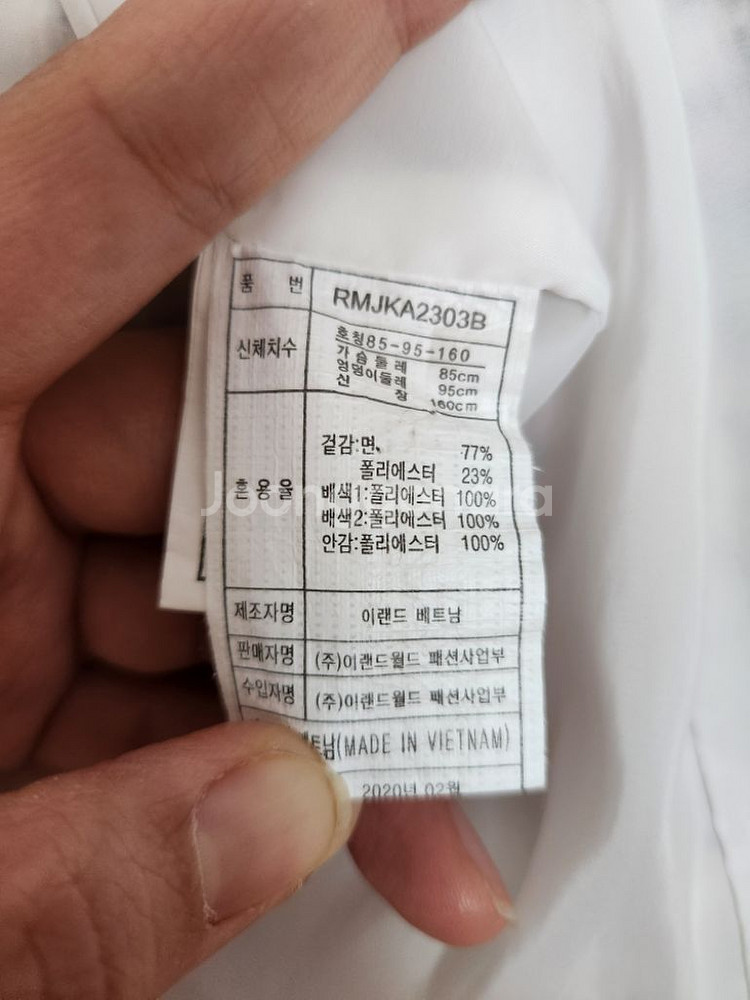 품 번 RMJKA2303B
신체치수 호칭85-95-160
가슴둘레 85cm
엉덩이둘레 95cm
신 장 160cm
혼용율
겉감:면 77%
폴리에스터 23%
배색1:폴리에스터 100%
배색2:폴리에스터 100%
안감:폴리에스터 100%
제조자명 이랜드 베트남
판매자명 (주)이랜드월드 패션사업부
수입자명 (주)이랜드월드 패션사업부
트남(MADE IN VIETNAM)
2020년 02월